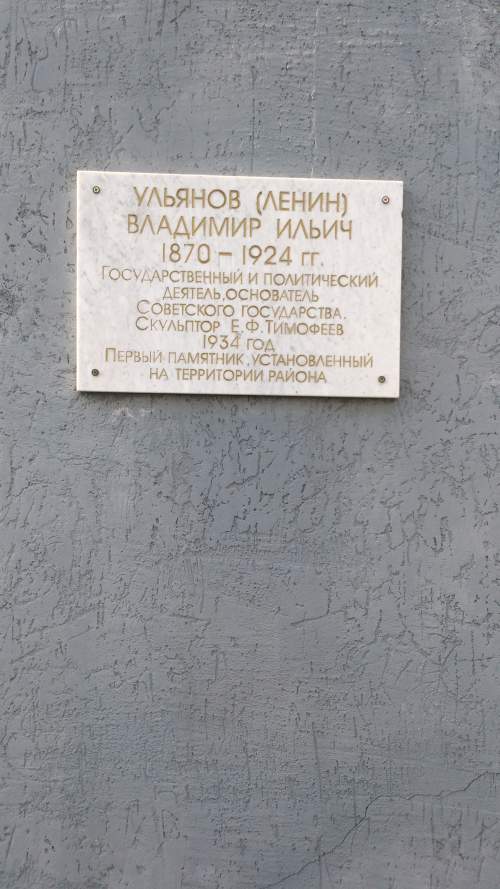 УЛЬЯНОВ (ЛЕНИН)
ВЛАДИМИР ИЛЬИЧ
1870 – 1924 ГГ.
ГОСУДАРСТВЕННЫЙ И ПОЛИТИЧЕСКИЙ
ДЕЯТЕЛЬ, ОСНОВАТЕЛЬ
СОВЕТСКОГО ГОСУДАРСТВА.
СКУЛЬПТОР Е.Ф.ТИМОФЕЕВ
1934 ГОД
ПЕРВЫЙ ПАМЯТНИК, УСТАНОВЛЕННЫЙ
НА ТЕРРИТОРИИ РАЙОНА